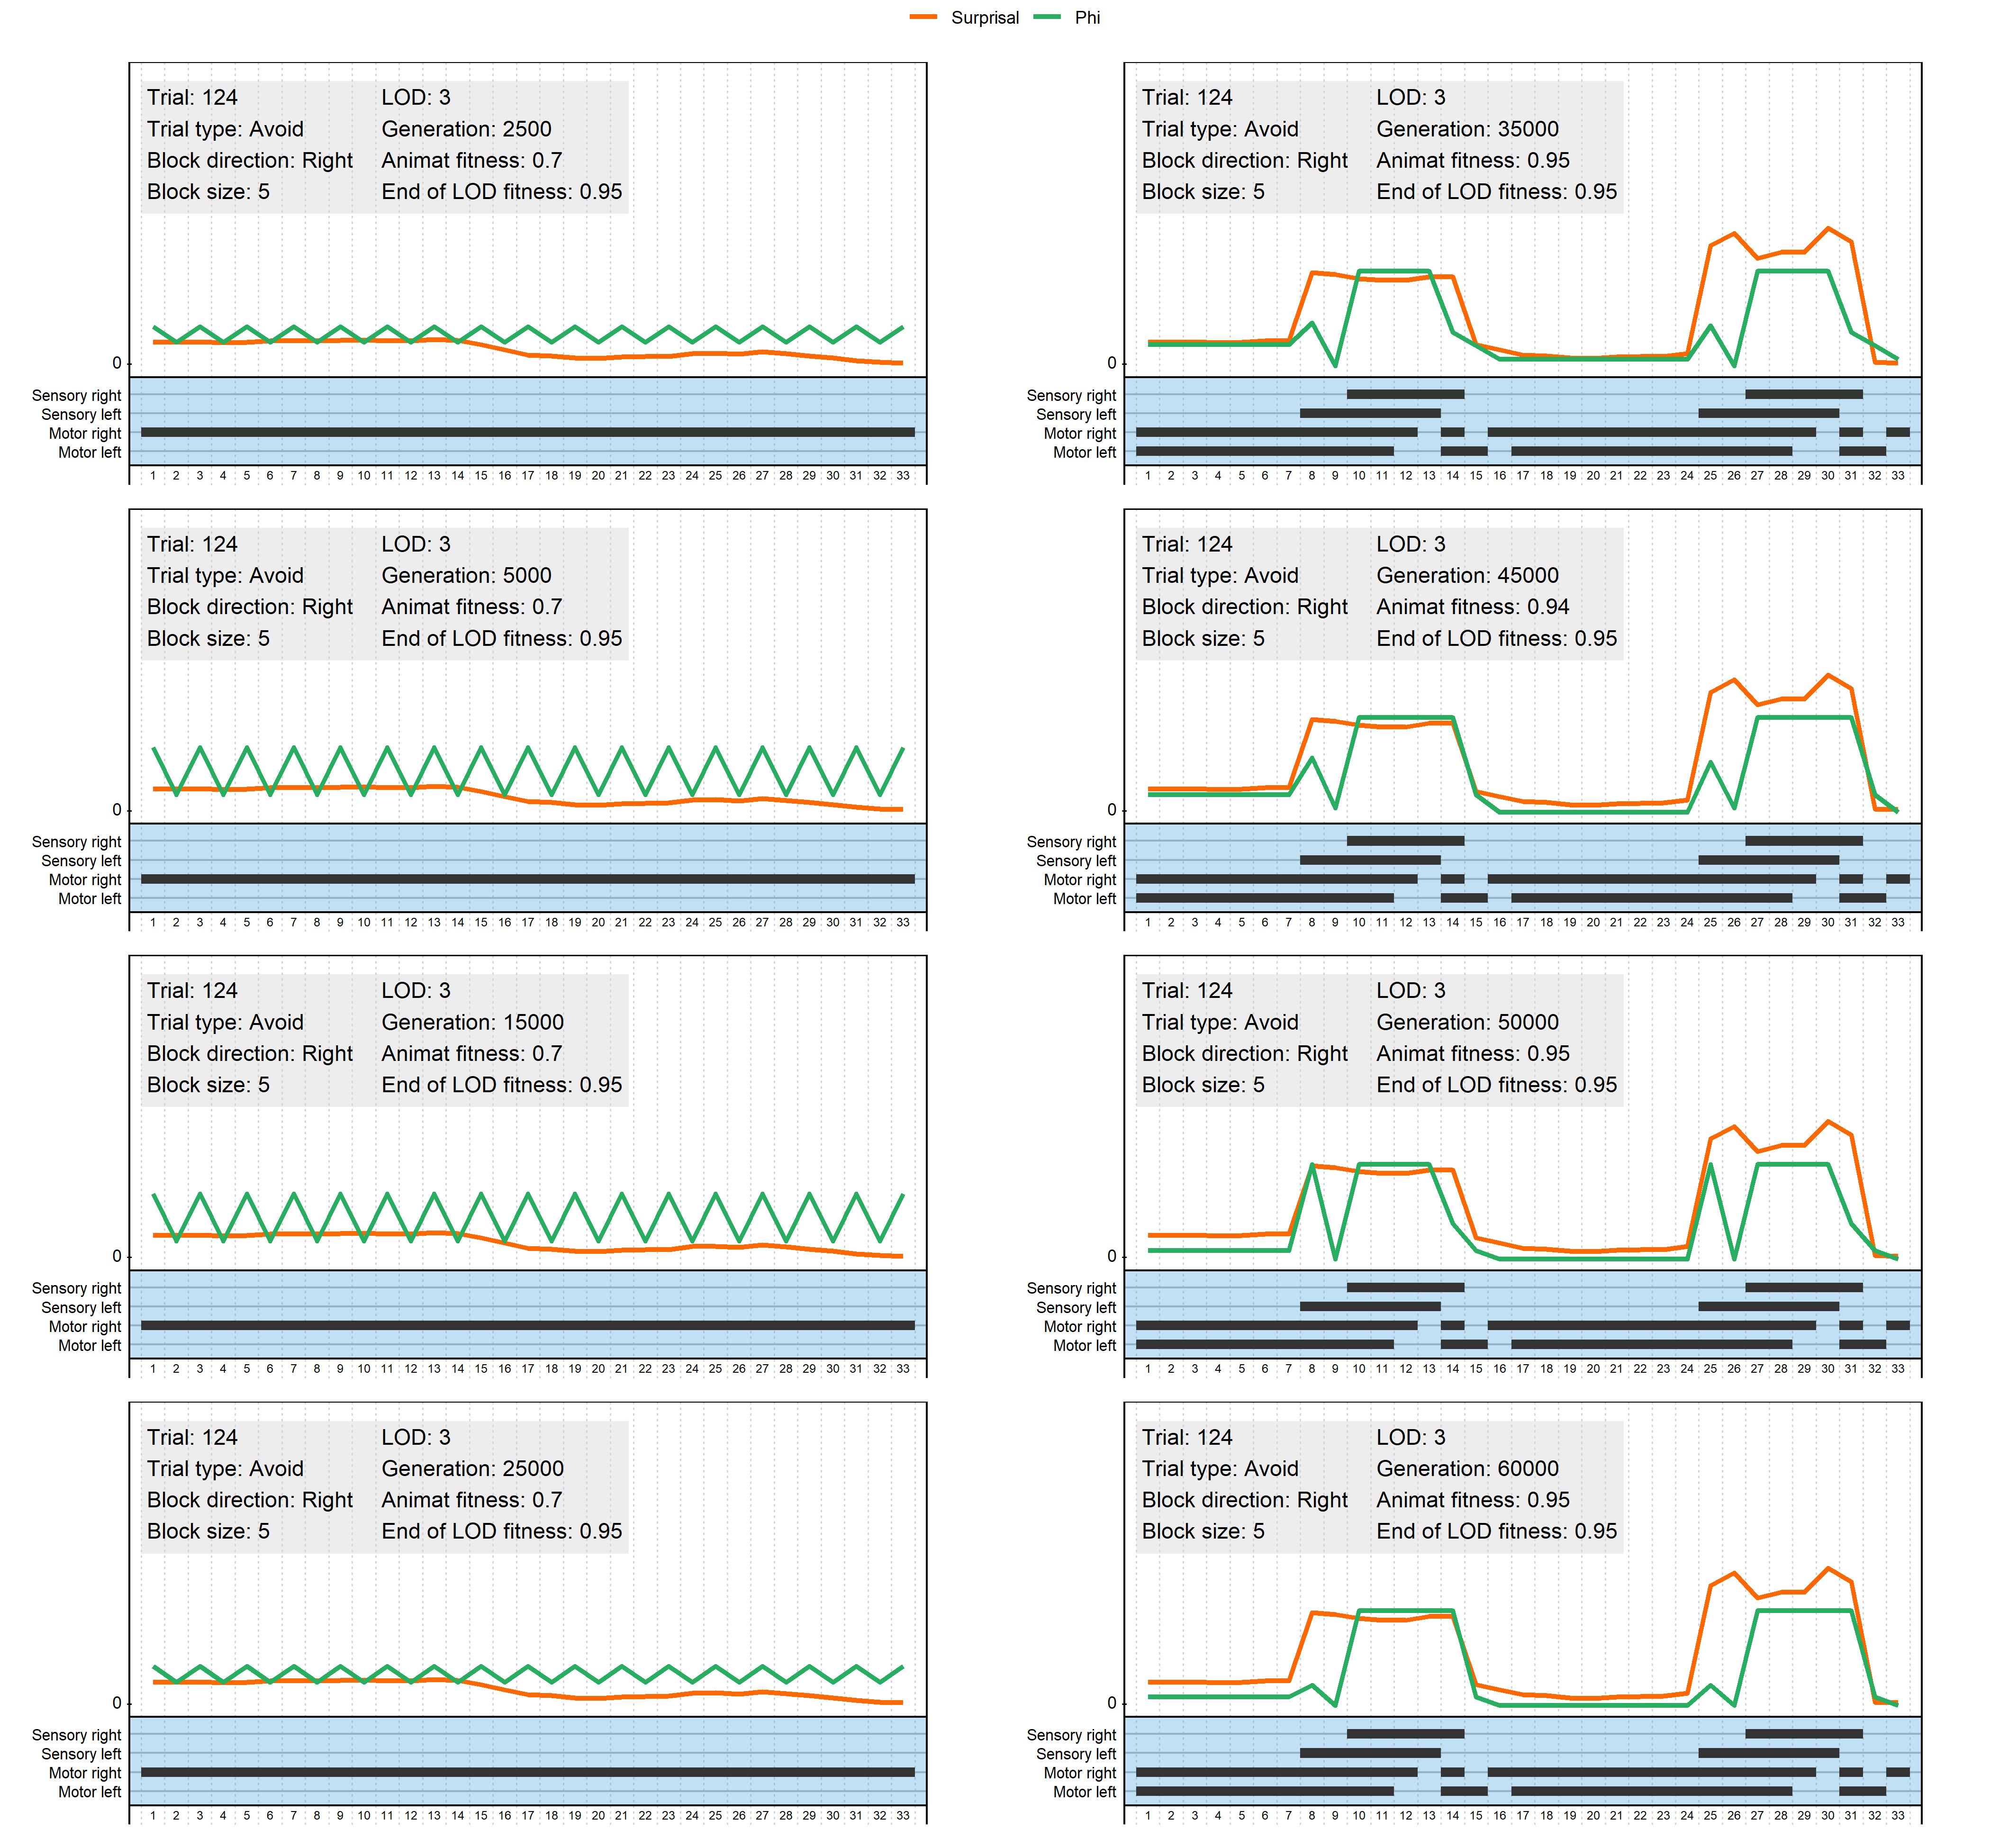 Surprisal Phi
Trial: 124 LOD: 3
Trial type: Avoid Generation: 2500
Block direction: Right Animat fitness: 0.7
Block size: 5 End of LOD fitness: 0.95
0
Sensory right
Sensory left
Motor right
Motor left
1 2 3 4 5 6 7 8 9 10 11 12 13 14 15 16 17 18 19 20 21 22 23 24 25 26 27 28 29 30 31 32 33
Trial: 124 LOD: 3
Trial type: Avoid Generation: 35000
Block direction: Right Animat fitness: 0.95
Block size: 5 End of LOD fitness: 0.95
0
Sensory right
Sensory left
Motor right
Motor left
1 2 3 4 5 6 7 8 9 10 11 12 13 14 15 16 17 18 19 20 21 22 23 24 25 26 27 28 29 30 31 32 33
Trial: 124 LOD: 3
Trial type: Avoid Generation: 5000
Block direction: Right Animat fitness: 0.7
Block size: 5 End of LOD fitness: 0.95
0
Sensory right
Sensory left
Motor right
Motor left
1 2 3 4 5 6 7 8 9 10 11 12 13 14 15 16 17 18 19 20 21 22 23 24 25 26 27 28 29 30 31 32 33
Trial: 124 LOD: 3
Trial type: Avoid Generation: 45000
Block direction: Right Animat fitness: 0.94
Block size: 5 End of LOD fitness: 0.95
0
Sensory right
Sensory left
Motor right
Motor left
1 2 3 4 5 6 7 8 9 10 11 12 13 14 15 16 17 18 19 20 21 22 23 24 25 26 27 28 29 30 31 32 33
Trial: 124 LOD: 3
Trial type: Avoid Generation: 15000
Block direction: Right Animat fitness: 0.7
Block size: 5 End of LOD fitness: 0.95
0
Sensory right
Sensory left
Motor right
Motor left
1 2 3 4 5 6 7 8 9 10 11 12 13 14 15 16 17 18 19 20 21 22 23 24 25 26 27 28 29 30 31 32 33
Trial: 124 LOD: 3
Trial type: Avoid Generation: 50000
Block direction: Right Animat fitness: 0.95
Block size: 5 End of LOD fitness: 0.95
0
Sensory right
Sensory left
Motor right
Motor left
1 2 3 4 5 6 7 8 9 10 11 12 13 14 15 16 17 18 19 20 21 22 23 24 25 26 27 28 29 30 31 32 33
Trial: 124 LOD: 3
Trial type: Avoid Generation: 25000
Block direction: Right Animat fitness: 0.7
Block size: 5 End of LOD fitness: 0.95
0
Sensory right
Sensory left
Motor right
Motor left
1 2 3 4 5 6 7 8 9 10 11 12 13 14 15 16 17 18 19 20 21 22 23 24 25 26 27 28 29 30 31 32 33
Trial: 124 LOD: 3
Trial type: Avoid Generation: 60000
Block direction: Right Animat fitness: 0.95
Block size: 5 End of LOD fitness: 0.95
0
Sensory right
Sensory left
Motor right
Motor left
1 2 3 4 5 6 7 8 9 10 11 12 13 14 15 16 17 18 19 20 21 22 23 24 25 26 27 28 29 30 31 32 33